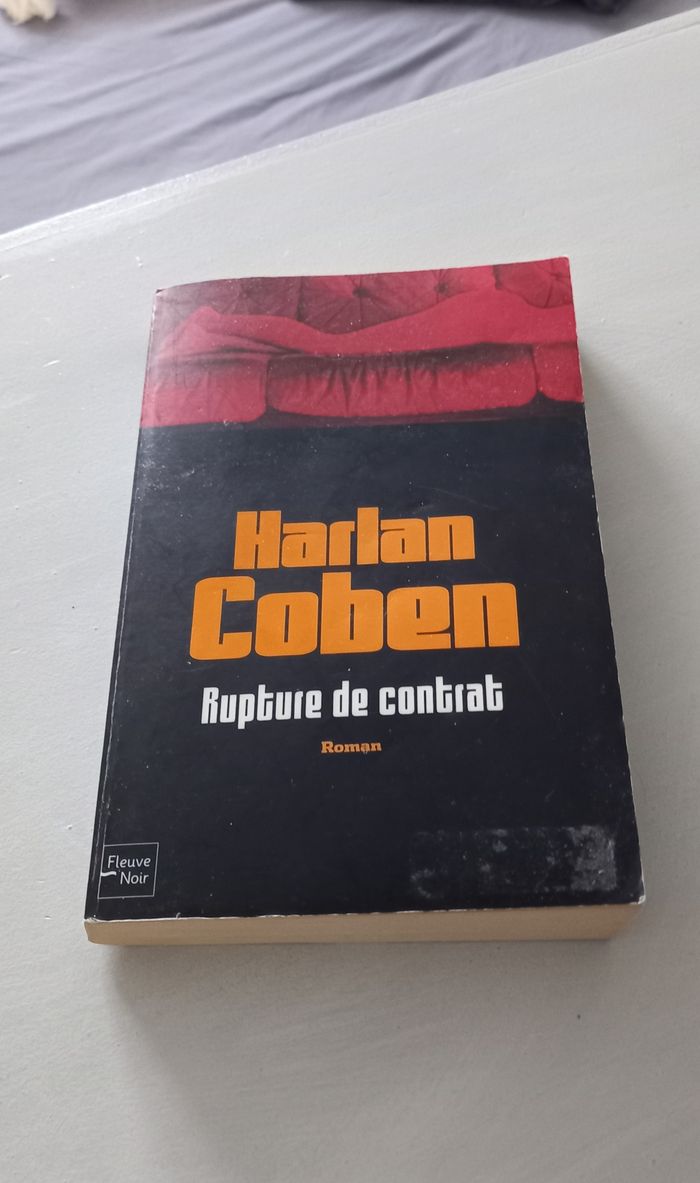 Harlan
Coben
Rupture de contrat
Roman
Fleuve
Noir